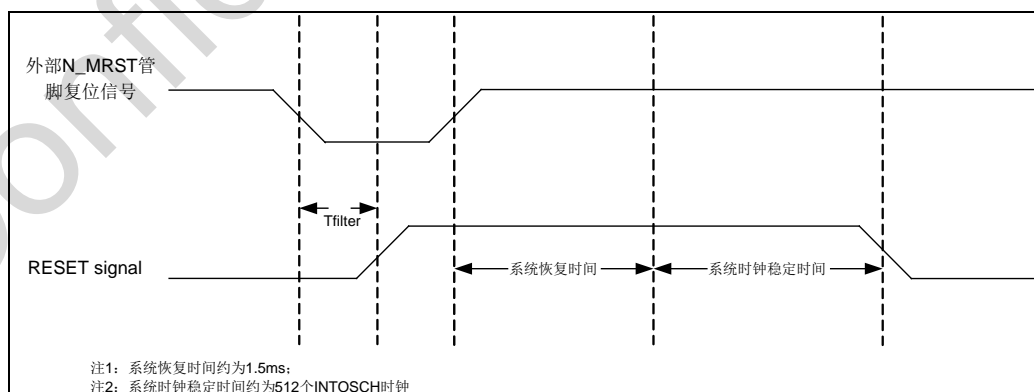 外部N_MRST管
脚复位信号
Tfilter
RESET signal
系统恢复时间
系统时钟稳定时间
注1：系统恢复时间约为1.5ms；
注2：系统时钟稳定时间约为512个INTOSCH时钟